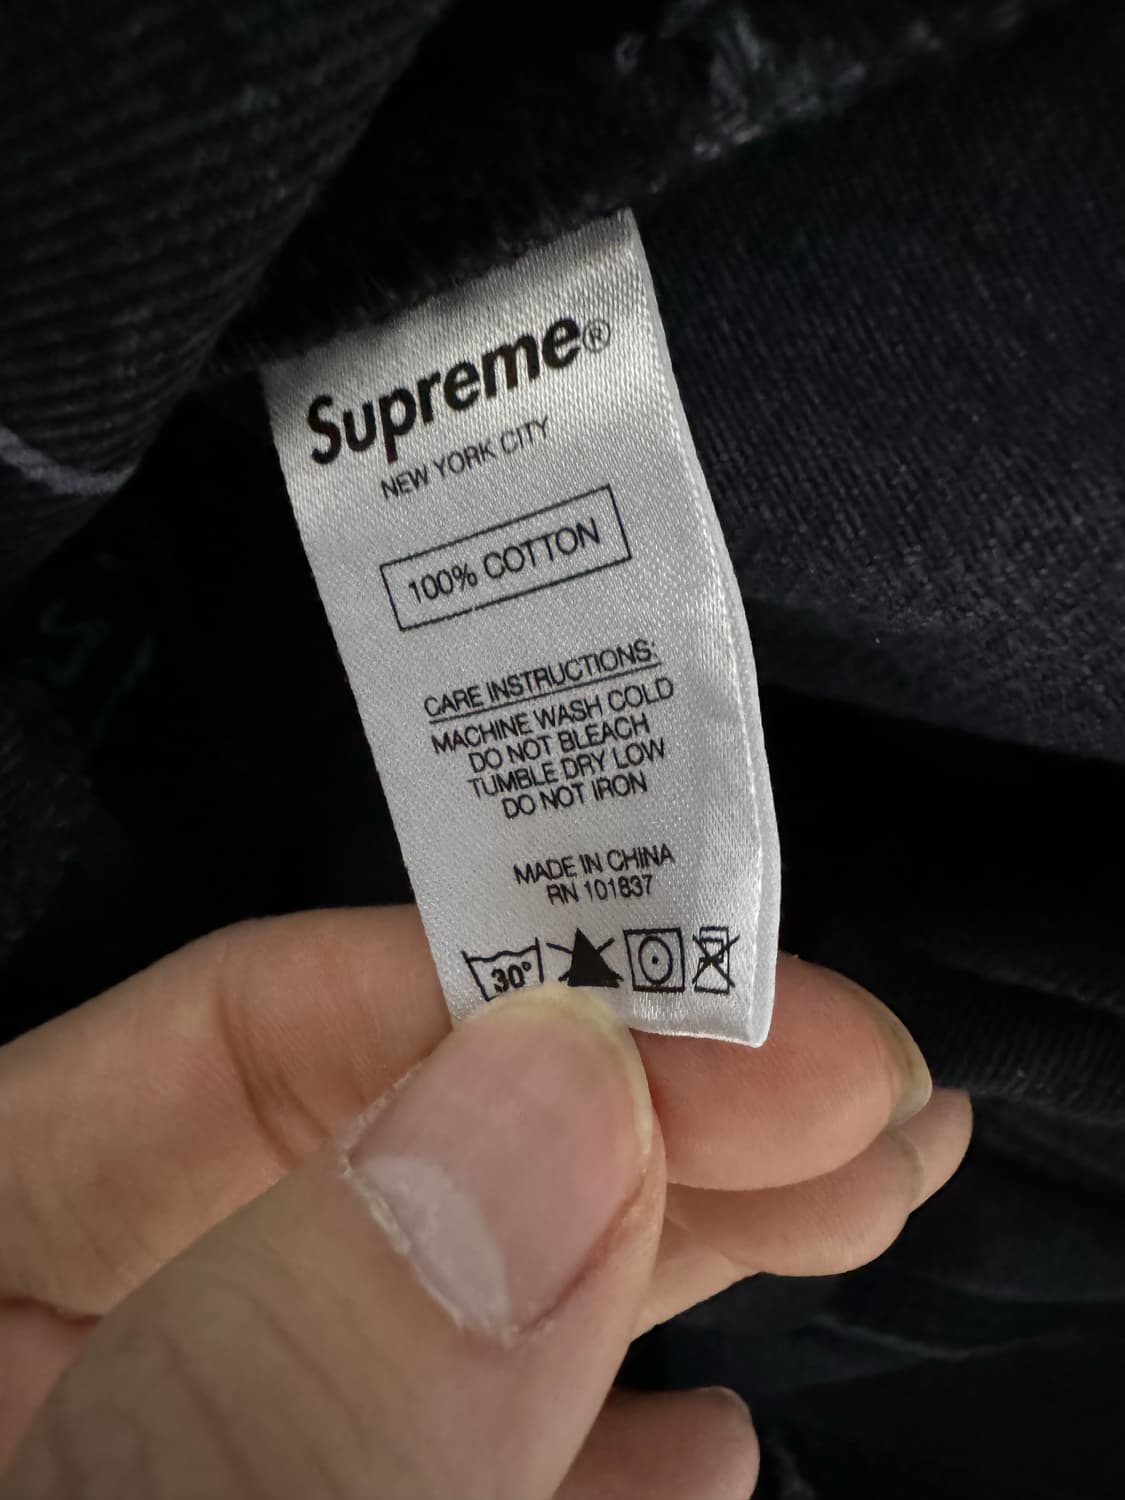 Supreme®
NEW YORK CITY
100% COTTON
CARE INSTRUCTIONS:
MACHINE WASH COLD
DO NOT BLEACH
TUMBLE DRY LOW
DO NOT IRON
MADE IN CHINA
RN 101837
30°